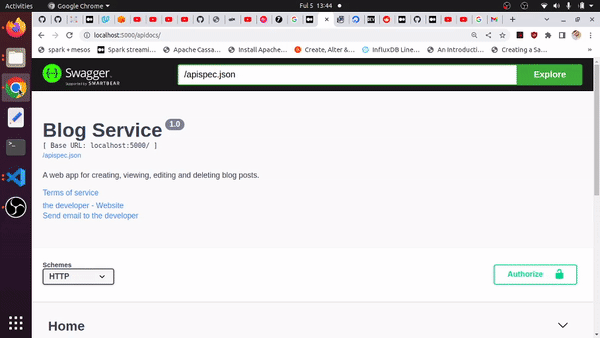 Activities
Google Chrome
Ful 5 13:44
localhost:5000/apidocs/
spark + mesos
Spark streami...
Apache Cassa...
Install Apache...
Create, Alter &...
InfluxDB Line...
An Introducti...
Creating a Sa...
Swagger.
Supported by SMARTBEAR
/apispec.json
Explore
Blog Service 1.0
[ Base URL: localhost:5000/ ]
/apispec.json
A web app for creating, viewing, editing and deleting blog posts.
Terms of service
the developer - Website
Send email to the developer
Schemes
HTTP
Authorize
Home